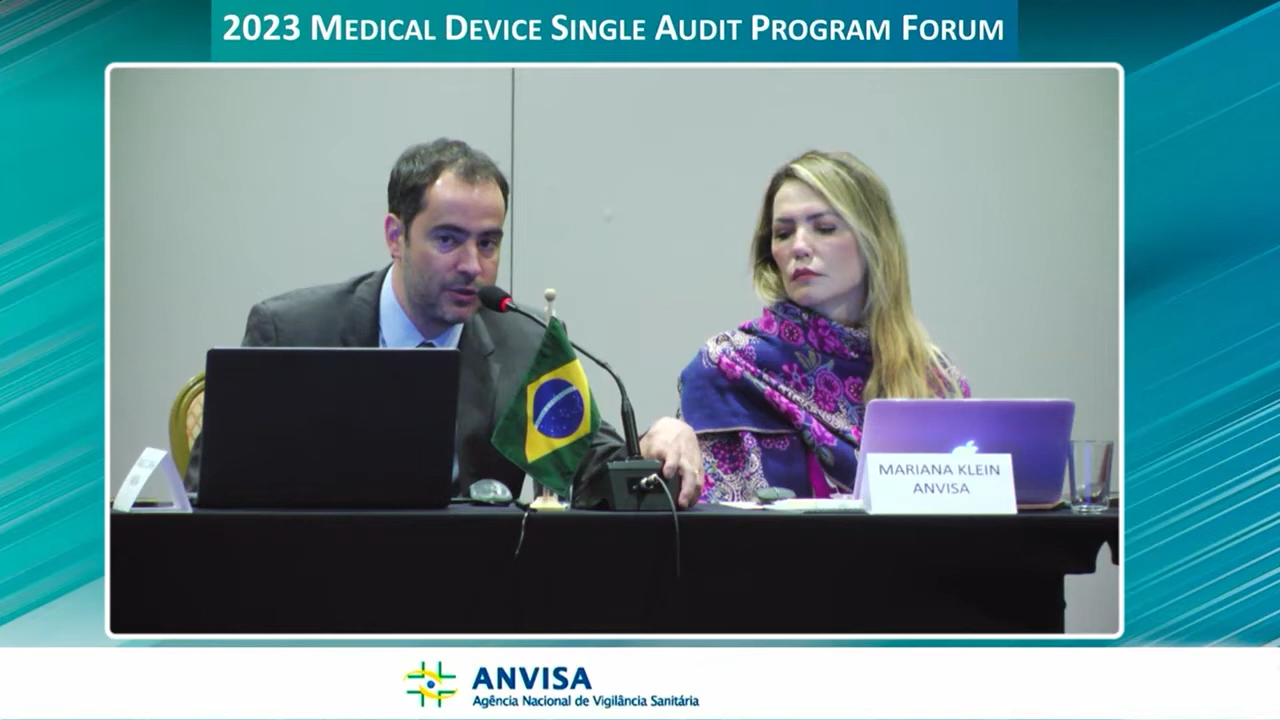 2023 MEDICAL DEVICE SINGLE AUDIT PROGRAM FORUM
MARIANA KLEIN
ANVISA
ANVISA
Agência Nacional de Vigilância Sanitária